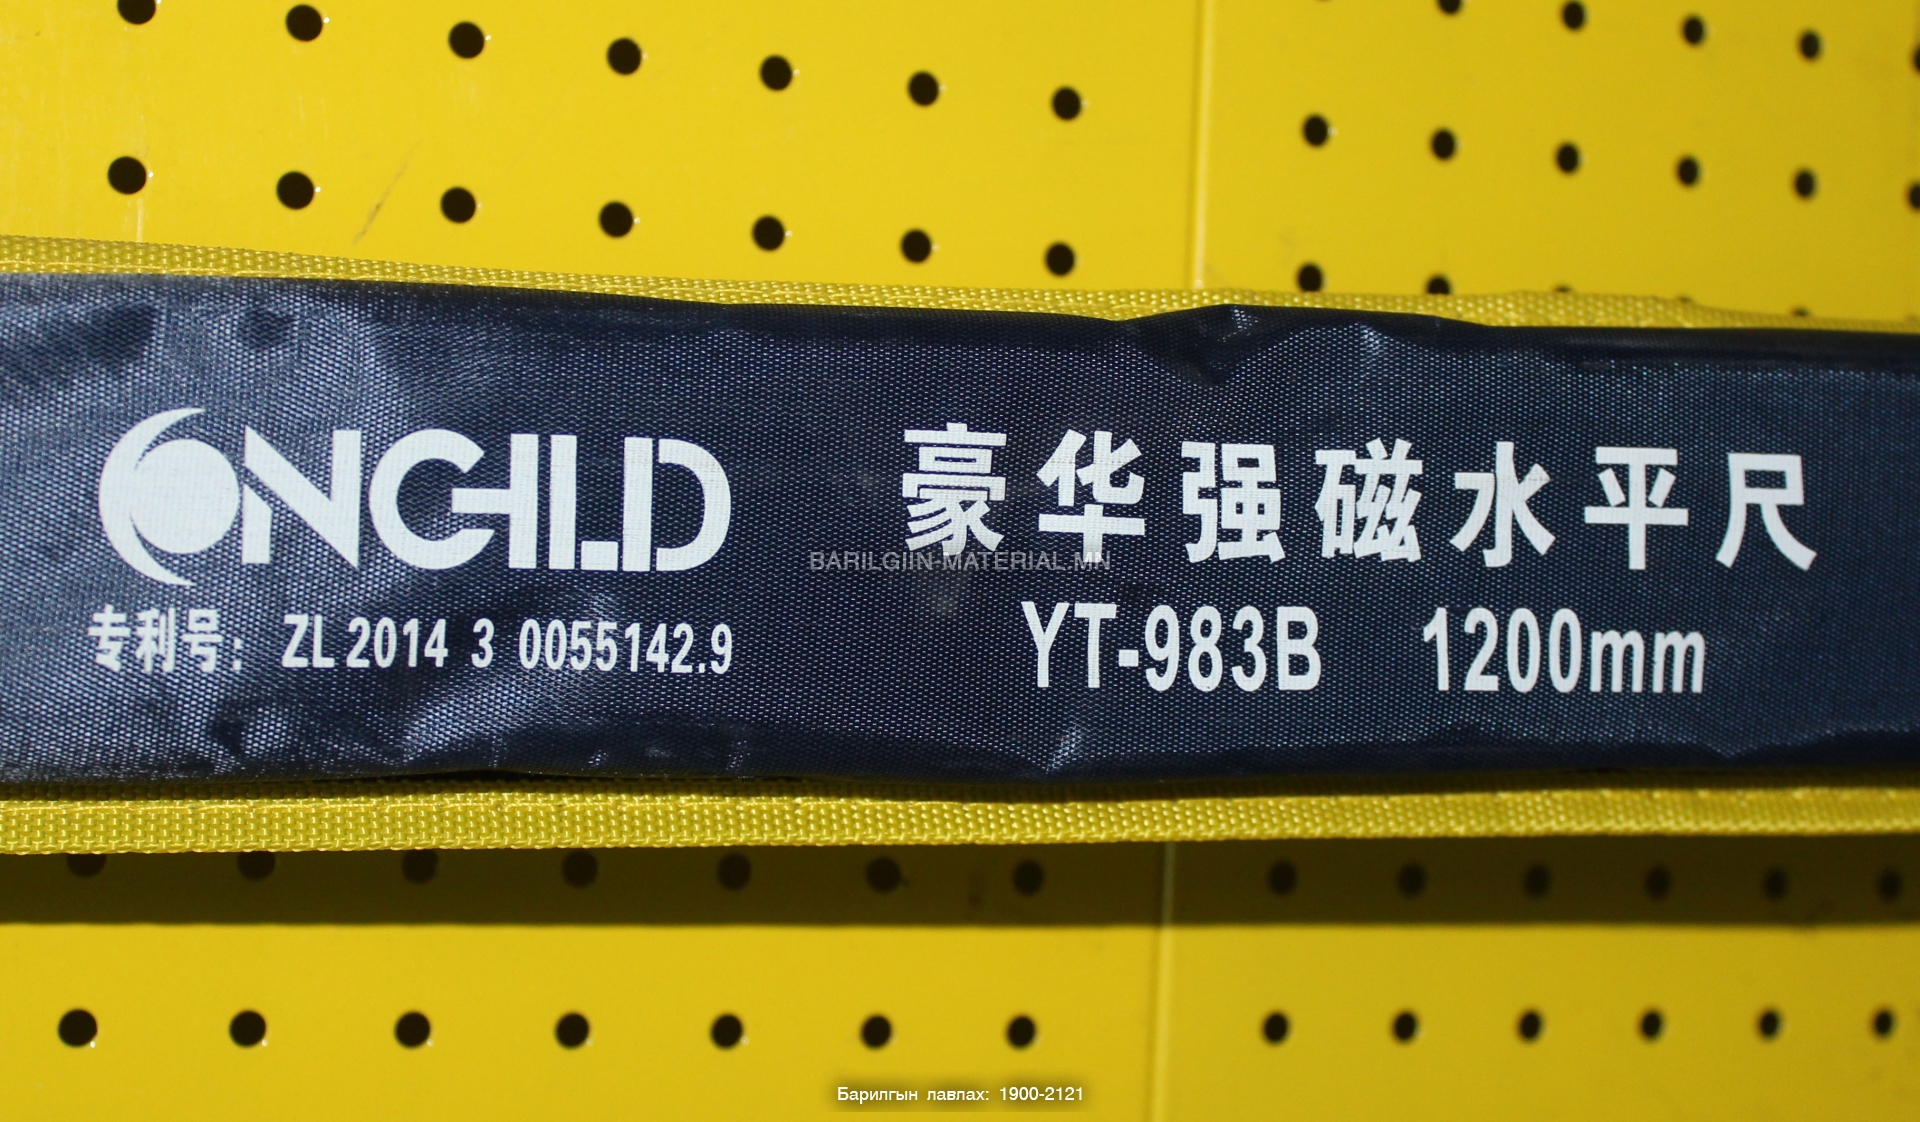 ONGILD
豪华强磁水平尺
专利号: ZL 2014 3 0055142.9
YT-983B 1200mm
BARILGIIN-MATERIAL.MN
Барилгын лавлах: 1900-2121